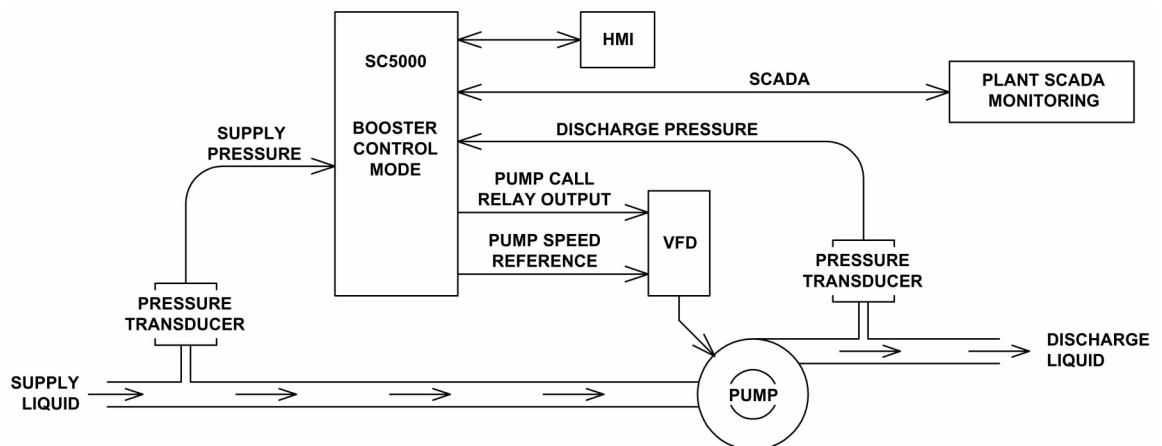 SC5000
BOOSTER
CONTROL
MODE
HMI
SCADA
PLANT SCADA
MONITORING
SUPPLY
PRESSURE
DISCHARGE PRESSURE
PUMP CALL
RELAY OUTPUT
PUMP SPEED
REFERENCE
VFD
PRESSURE
TRANSDUCER
PRESSURE
TRANSDUCER
SUPPLY
LIQUID
PUMP
DISCHARGE
LIQUID